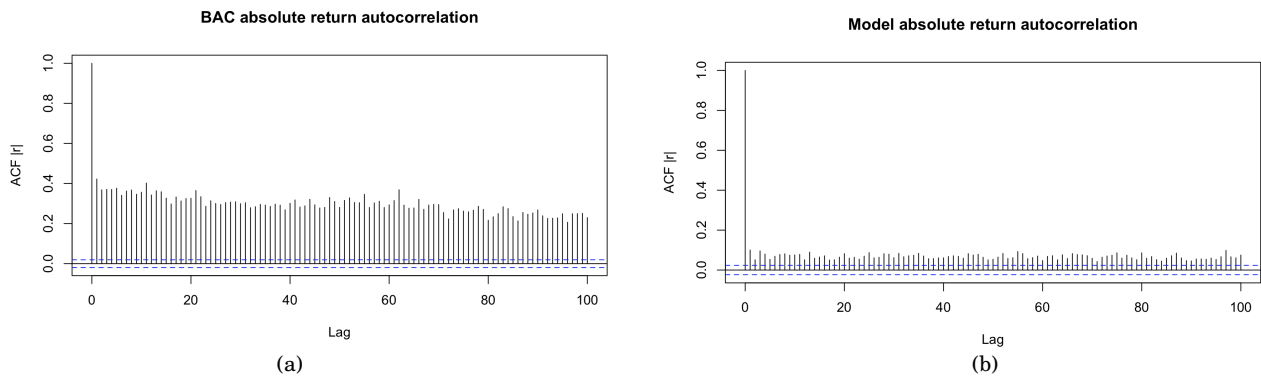 BAC absolute return autocorrelation
ACF |r|
1.0
0.8
0.6
0.4
0.2
0.0
0 20 40 60 80 100
Lag
(a)
Model absolute return autocorrelation
ACF |r|
1.0
0.8
0.6
0.4
0.2
0.0
0 20 40 60 80 100
Lag
(b)